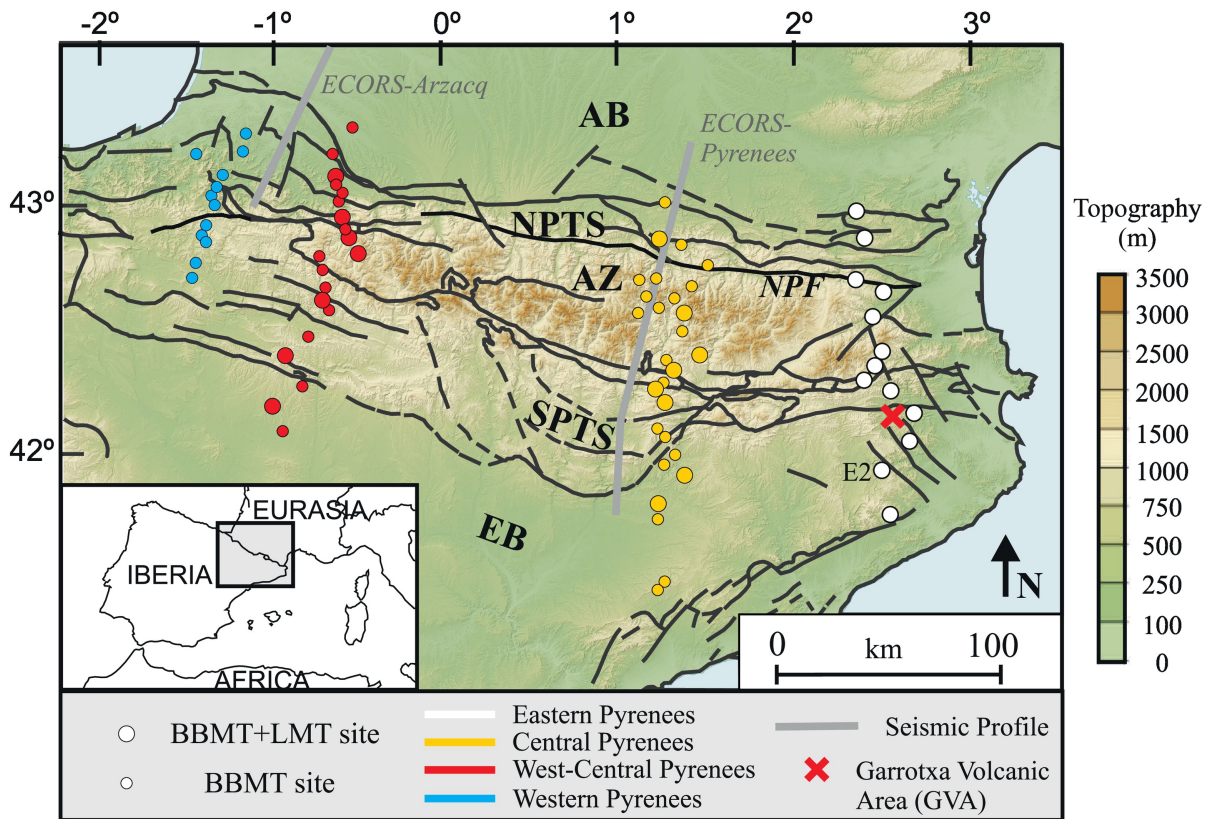 -2º -1º 0º 1º 2º 3º
ECORS-Arzacq
AB
ECORS-
Pyrenees
43º
Topography
(m)
NPTS
AZ
NPF
3500
3000
2500
2000
1500
1000
750
500
250
100
0
SPTS
42º
E2
EB
EURASIA
IBERIA
AFRICA
N
0 km 100
BBMT+LMT site
BBMT site
Eastern Pyrenees
Central Pyrenees
West-Central Pyrenees
Western Pyrenees
Seismic Profile
Garrotxa Volcanic
Area (GVA)